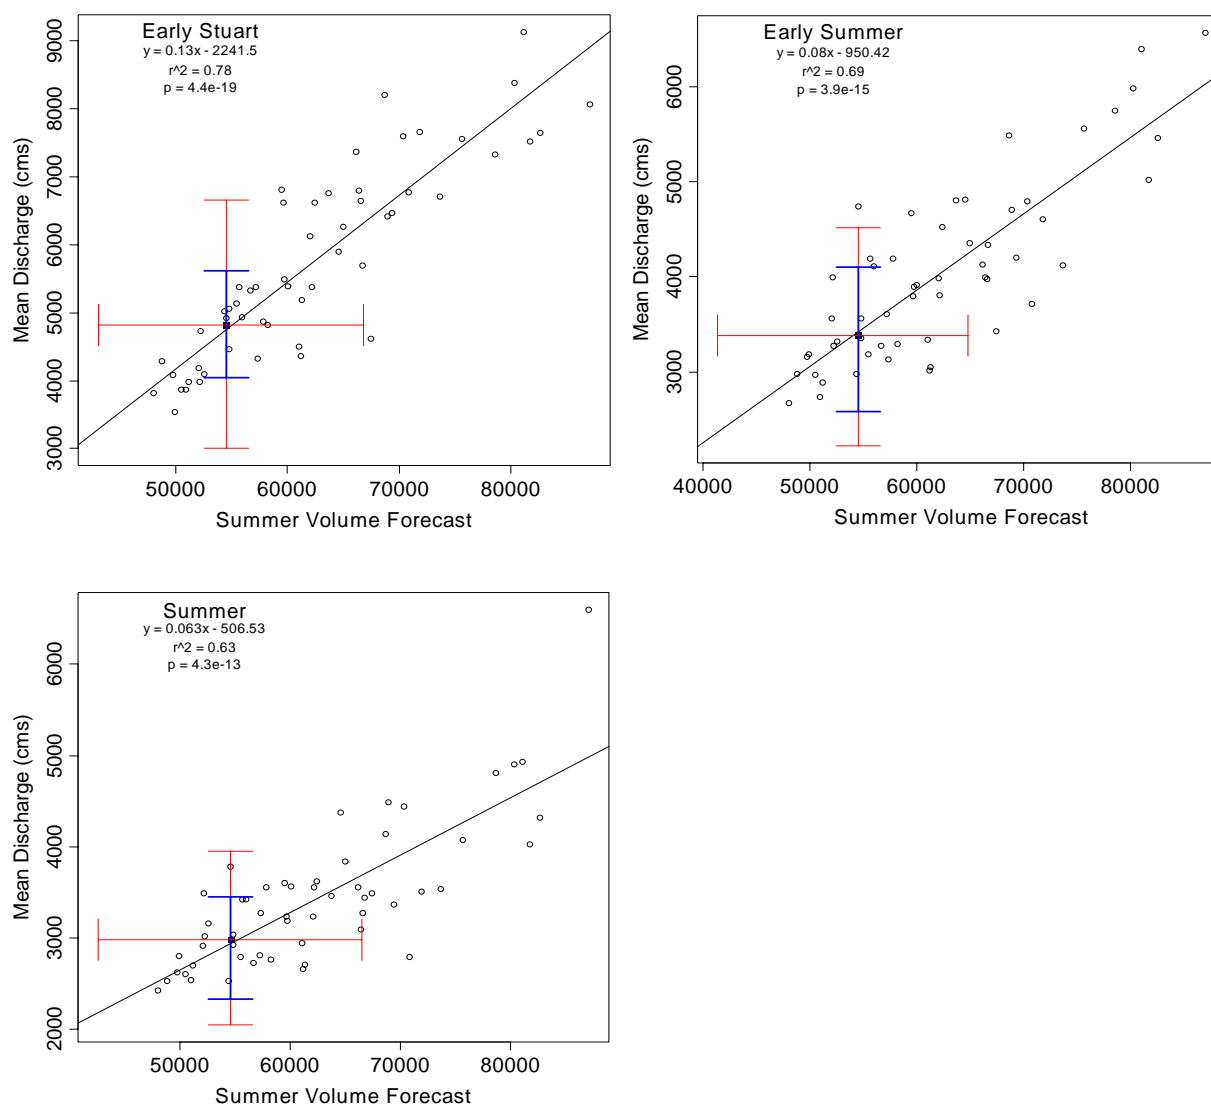 Early Stuart
y = 0.13x - 2241.5
r^2 = 0.78
p = 4.4e-19
Mean Discharge (cms)
9000
8000
7000
6000
5000
4000
3000
50000 60000 70000 80000
Summer Volume Forecast
Early Summer
y = 0.08x - 950.42
r^2 = 0.69
p = 3.9e-15
Mean Discharge (cms)
6000
5000
4000
3000
40000 50000 60000 70000 80000
Summer Volume Forecast
Summer
y = 0.063x - 506.53
r^2 = 0.63
p = 4.3e-13
Mean Discharge (cms)
6000
5000
4000
3000
2000
50000 60000 70000 80000
Summer Volume Forecast